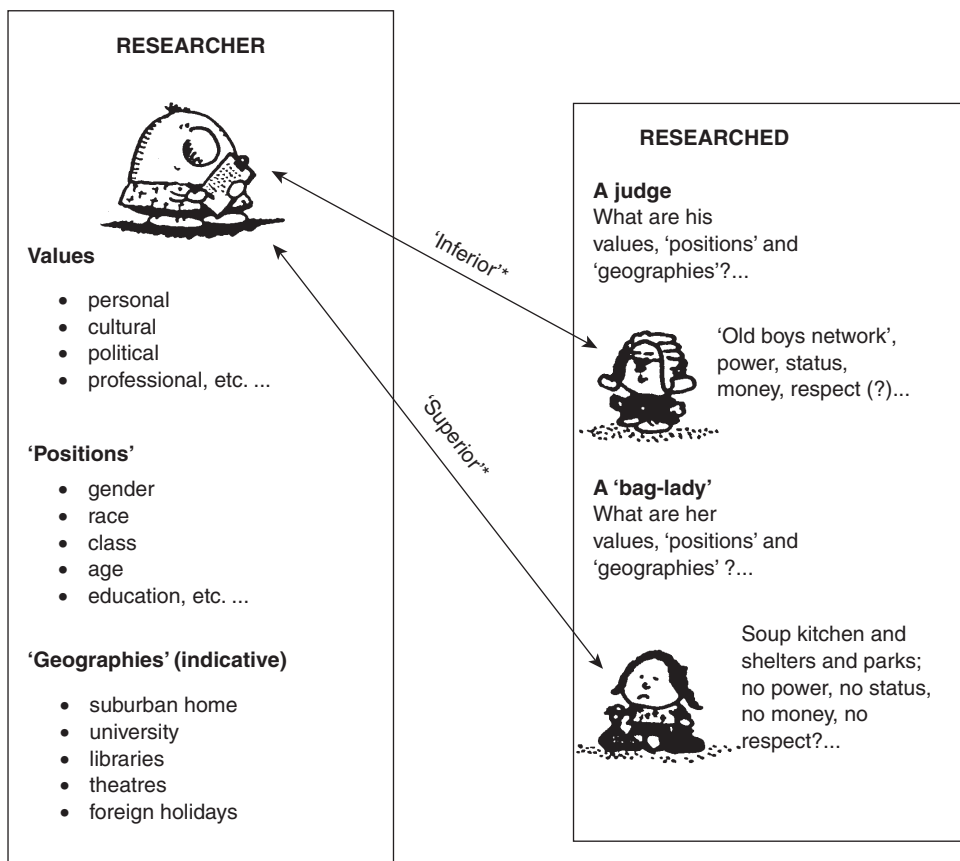 RESEARCHER
Values
• personal
• cultural
• political
• professional, etc. ...
‘Positions’
• gender
• race
• class
• age
• education, etc. ...
‘Geographies’ (indicative)
• suburban home
• university
• libraries
• theatres
• foreign holidays
‘Inferior’*
‘Superior’*
RESEARCHED
A judge
What are his
values, ‘positions’ and
‘geographies’?...
‘Old boys network’,
power, status,
money, respect (?)...
A ‘bag-lady’
What are her
values, ‘positions’ and
‘geographies’ ?...
Soup kitchen and
shelters and parks;
no power, no status,
no money, no
respect?...